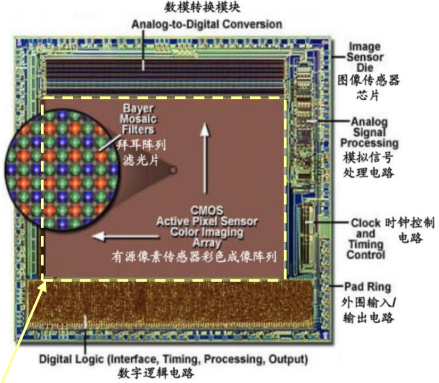 数模转换模块
Analog-to-Digital Conversion
Image
Sensor
Die
图像传感器
芯片
Bayer
Mosaic
Filters
拜耳阵列
滤光片
Analog
Signal
Processing
模拟信号
处理电路
CMOS
Active Pixel Sensor
Color Imaging
Array
有源像素传感器彩色成像阵列
Clock 时钟控制
and 电路
Timing
Control
Pad Ring
外围输入/
输出电路
Digital Logic (Interface, Timing, Processing, Output)
数字逻辑电路